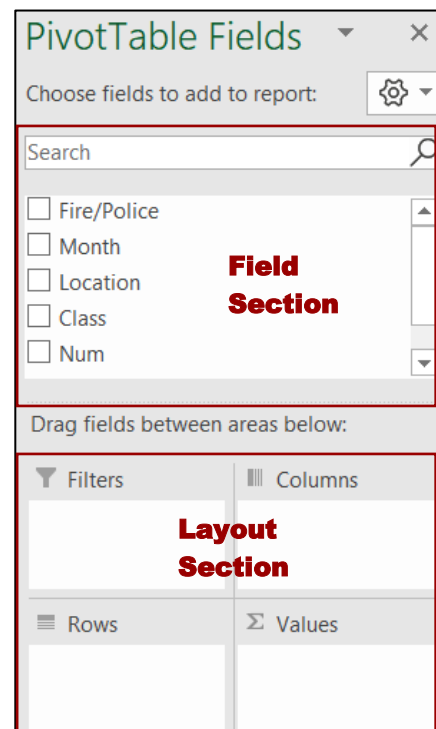 PivotTable Fields
Choose fields to add to report:
Search
Fire/Police
Month
Location
Class
Num
Field
Section
Drag fields between areas below:
Filters
Columns
Layout
Section
Rows
Σ Values